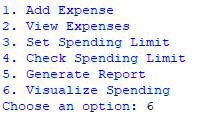 1. Add Expense
2. View Expenses
3. Set Spending Limit
4. Check Spending Limit
5. Generate Report
6. Visualize Spending
Choose an option: 6